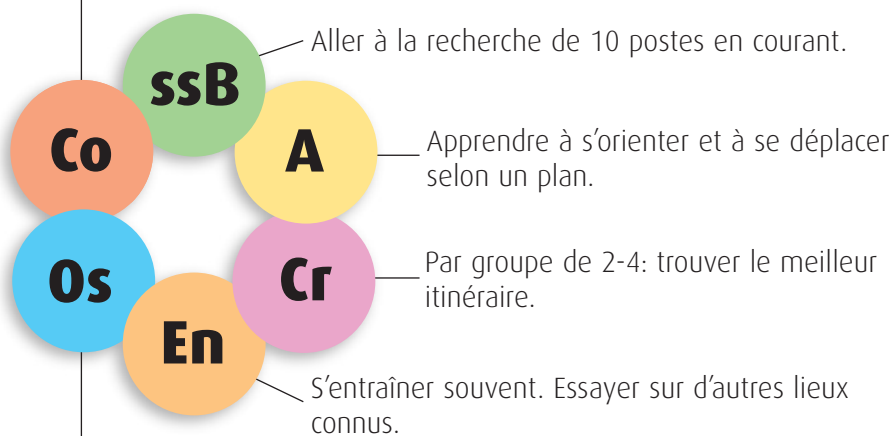 ssB
Aller à la recherche de 10 postes en courant.
Co
A
Apprendre à s’orienter et à se déplacer
selon un plan.
Os
Cr
Par groupe de 2-4: trouver le meilleur
itinéraire.
En
S’entraîner souvent. Essayer sur d’autres lieux
connus.